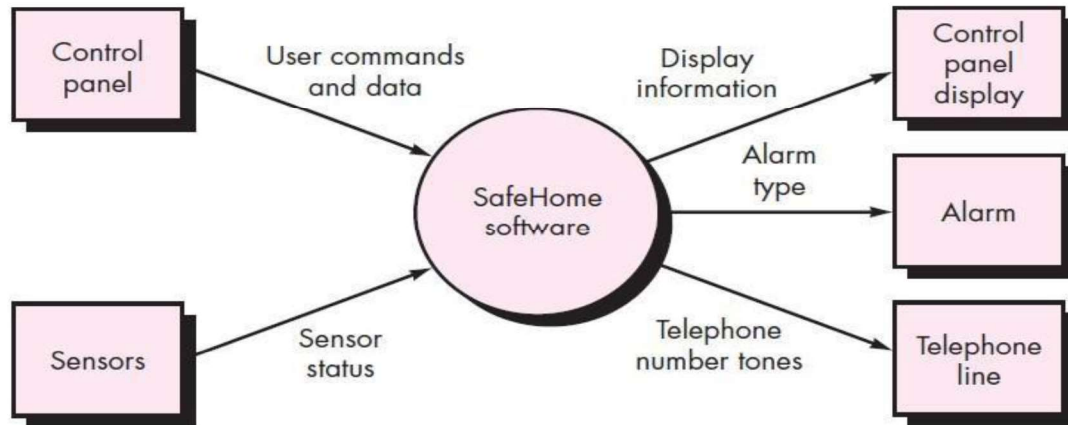 Control
panel
User commands
and data
Display
information
Control
panel
display
Alarm
type
SafeHome
software
Alarm
Sensors
Sensor
status
Telephone
number tones
Telephone
line